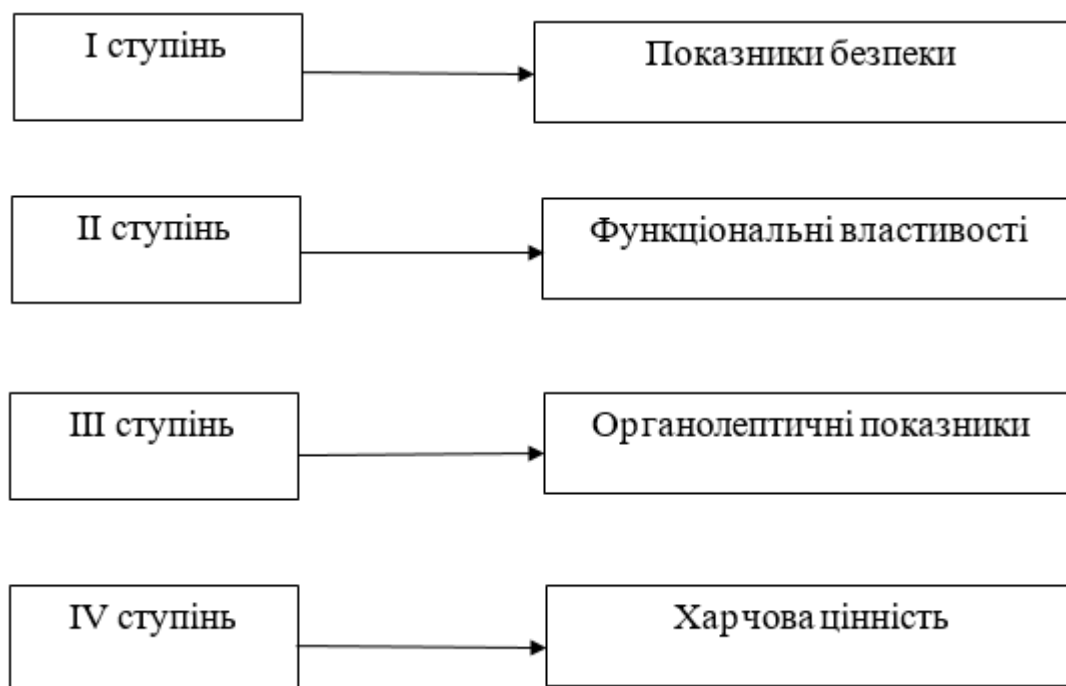 I ступінь
Показники безпеки
II ступінь
Функціональні властивості
III ступінь
Органолептичні показники
IV ступінь
Харчова цінність